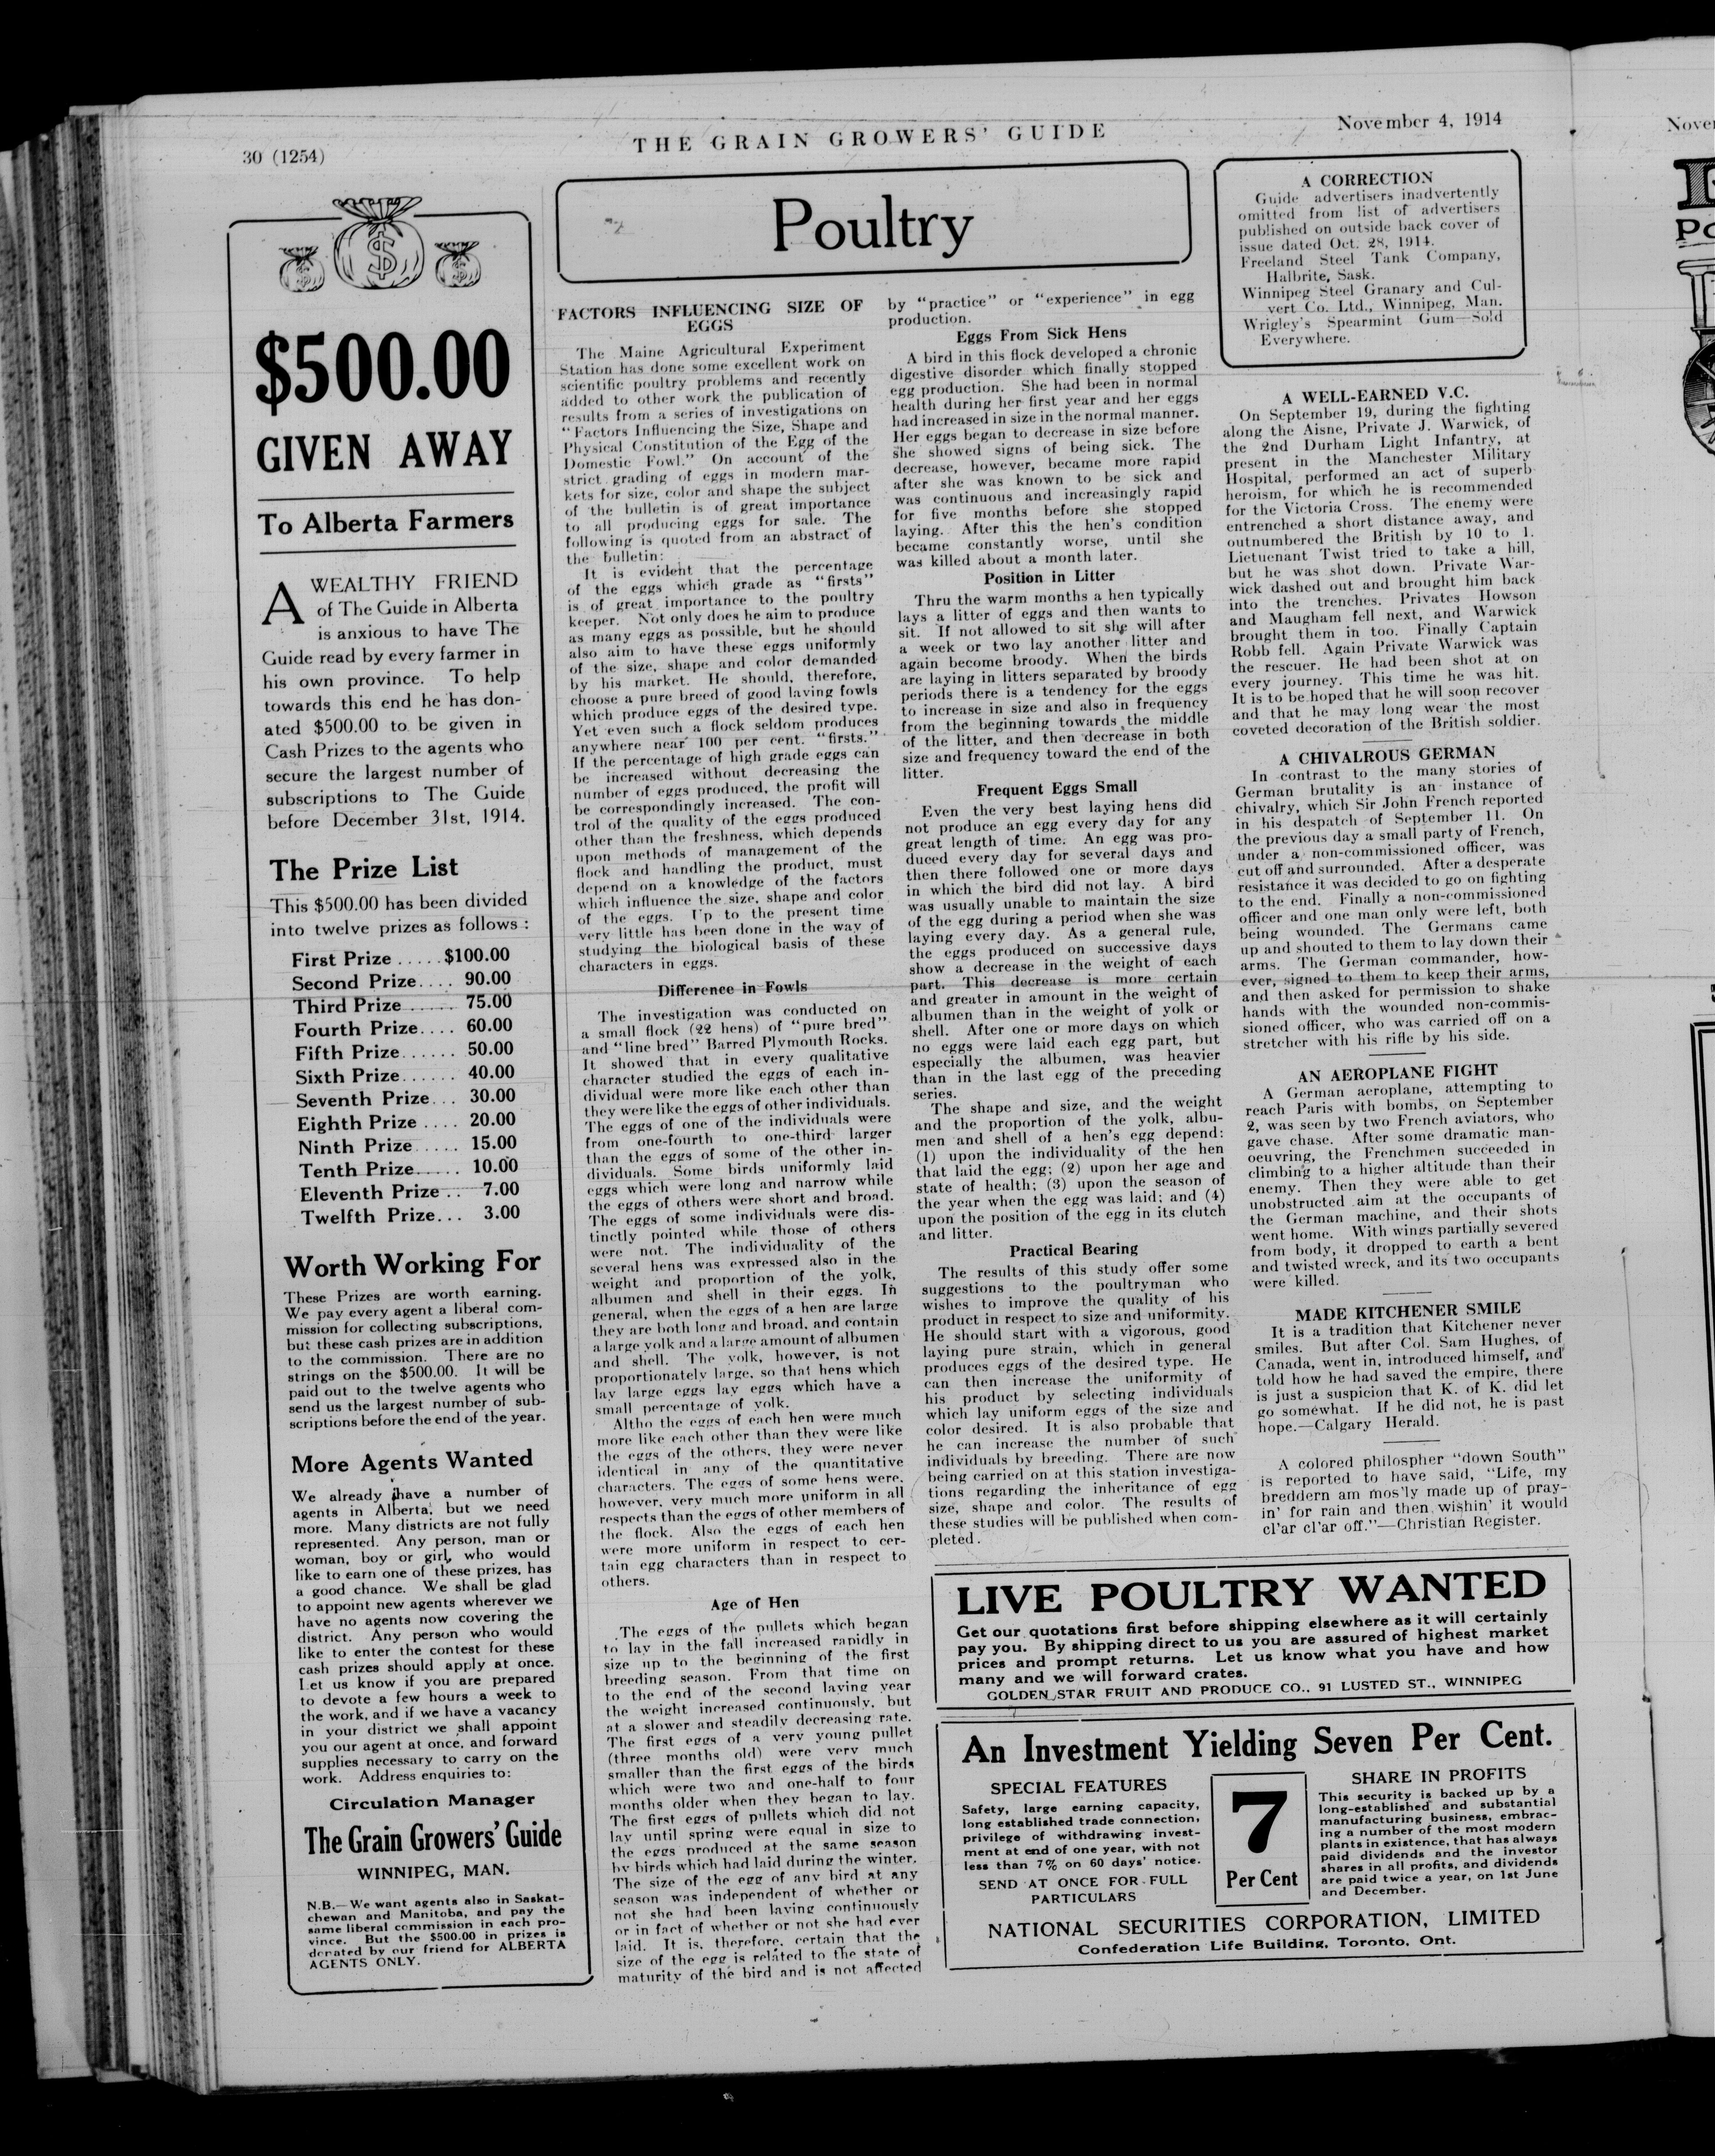 30 (1254)
THE GRAIN GROWERS' GUIDE
November 4, 1914
$500.00
GIVEN AWAY
To Alberta Farmers
A WEALTHY FRIEND
of The Guide in Alberta
is anxious to have The
Guide read by every farmer in
his own province. To help
towards this end he has don-
ated $500.00 to be given in
Cash Prizes to the agents who
secure the largest number of
subscriptions to The Guide
before December 31st, 1914.
The Prize List
This $500.00 has been divided
into twelve prizes as follows:
First Prize ..... $100.00
Second Prize.... 90.00
Third Prize ...... 75.00
Fourth Prize.... 60.00
Fifth Prize...... 50.00
Sixth Prize...... 40.00
Seventh Prize... 30.00
Eighth Prize .... 20.00
Ninth Prize..... 15.00
Tenth Prize...... 10.00
Eleventh Prize .. 7.00
Twelfth Prize... 3.00
Worth Working For
These Prizes are worth earning.
We pay every agent a liberal com-
mission for collecting subscriptions,
but these cash prizes are in addition
to the commission. There are no
strings on the $500.00. It will be
paid out to the twelve agents who
send us the largest number of sub-
scriptions before the end of the year.
More Agents Wanted
We already have a number of
agents in Alberta, but we need
more. Many districts are not fully
represented. Any person, man or
woman, boy or girl, who would
like to earn one of these prizes, has
a good chance. We shall be glad
to appoint new agents wherever we
have no agents now covering the
district. Any person who would
like to enter the contest for these
cash prizes should apply at once.
Let us know if you are prepared
to devote a few hours a week to
the work, and if we have a vacancy
in your district we shall appoint
you our agent at once, and forward
supplies necessary to carry on the
work. Address enquiries to:
Circulation Manager
The Grain Growers' Guide
WINNIPEG, MAN.
N.B.—We want agents also in Saskat-
chewan and Manitoba, and pay the
same liberal commission in each pro-
vince. But the $500.00 in prizes is
donated by our friend for ALBERTA
AGENTS ONLY.
Poultry
FACTORS INFLUENCING SIZE OF
EGGS
The Maine Agricultural Experiment
Station has done some excellent work on
scientific poultry problems and recently
added to other work the publication of
results from a series of investigations on
"Factors Influencing the Size, Shape and
Physical Constitution of the Egg of the
Domestic Fowl." On account of the
strict grading of eggs in modern mar-
kets for size, color and shape the subject
of the bulletin is of great importance
to all producing eggs for sale. The
following is quoted from an abstract of
the bulletin:
It is evident that the percentage
of the eggs which grade as "firsts"
is of great importance to the poultry
keeper. Not only does he aim to produce
as many eggs as possible, but he should
also aim to have these eggs uniformly
of the size, shape and color demanded
by his market. He should, therefore,
choose a pure breed of good laying fowls
which produce eggs of the desired type.
Yet even such a flock seldom produces
anywhere near 100 per cent. "firsts."
If the percentage of high grade eggs can
be increased without decreasing the
number of eggs produced, the profit will
be correspondingly increased. The con-
trol of the quality of the eggs produced
other than the freshness, which depends
upon methods of management of the
flock and handling the product, must
depend on a knowledge of the factors
which influence the size, shape and color
of the eggs. Up to the present time
very little has been done in the way of
studying the biological basis of these
characters in eggs.
Difference in Fowls
The investigation was conducted on
a small flock (22 hens) of "pure bred"
and "line bred" Barred Plymouth Rocks.
It showed that in every qualitative
character studied the eggs of each in-
dividual were more like each other than
they were like the eggs of other individuals.
The eggs of one of the individuals were
from one-fourth to one-third larger
than the eggs of some of the other in-
dividuals. Some birds uniformly laid
eggs which were long and narrow while
the eggs of others were short and broad.
The eggs of some individuals were dis-
tinctly pointed while those of others
were not. The individuality of the
several hens was expressed also in the
weight and proportion of the yolk,
albumen and shell in their eggs. In
general, when the eggs of a hen are large
they are both long and broad, and contain
a large yolk and a large amount of albumen
and shell. The yolk, however, is not
proportionately large, so that hens which
lay large eggs lay eggs which have a
small percentage of yolk.
Altho the eggs of each hen were much
more like each other than they were like
the eggs of the others, they were never
identical in any of the quantitative
characters. The eggs of some hens were,
however, very much more uniform in all
respects than the eggs of other members of
the flock. Also the eggs of each hen
were more uniform in respect to cer-
tain egg characters than in respect to
others.
Age of Hen
The eggs of the pullets which began
to lay in the fall increased rapidly in
size up to the beginning of the first
breeding season. From that time on
to the end of the second laying year
the weight increased continuously, but
at a slower and steadily decreasing rate.
The first eggs of a very young pullet
(three months old) were very much
smaller than the first eggs of the birds
which were two and one-half to four
months older when they began to lay.
The first eggs of pullets which did not
lay until spring were equal in size to
the eggs produced at the same season
by birds which had laid during the winter.
The size of the egg of any bird at any
season was independent of whether or
not she had been laying continuously
or in fact of whether or not she had ever
laid. It is, therefore, certain that the
size of the egg is related to the state of
maturity of the bird and is not affected
by "practice" or "experience" in egg
production.
Eggs From Sick Hens
A bird in this flock developed a chronic
digestive disorder which finally stopped
egg production. She had been in normal
health during her first year and her eggs
had increased in size in the normal manner.
Her eggs began to decrease in size before
she showed signs of being sick. The
decrease, however, became more rapid
after she was known to be sick and
was continuous and increasingly rapid
for five months before she stopped
laying. After this the hen's condition
became constantly worse, until she
was killed about a month later.
Position in Litter
Thru the warm months a hen typically
lays a litter of eggs and then wants to
sit. If not allowed to sit she will after
a week or two lay another litter and
again become broody. When the birds
are laying in litters separated by broody
periods there is a tendency for the eggs
to increase in size and also in frequency
from the beginning towards the middle
of the litter, and then decrease in both
size and frequency toward the end of the
litter.
Frequent Eggs Small
Even the very best laying hens did
not produce an egg every day for any
great length of time. An egg was pro-
duced every day for several days and
then there followed one or more days
in which the bird did not lay. A bird
was usually unable to maintain the size
of the egg during a period when she was
laying every day. As a general rule,
the eggs produced on successive days
show a decrease in the weight of each
part. This decrease is more certain
and greater in amount in the weight of
albumen than in the weight of yolk or
shell. After one or more days on which
no eggs were laid each egg part, but
especially the albumen, was heavier
than in the last egg of the preceding
series.
The shape and size, and the weight
and the proportion of the yolk, albu-
men and shell of a hen's egg depend:
(1) upon the individuality of the hen
that laid the egg; (2) upon her age and
state of health; (3) upon the season of
the year when the egg was laid; and (4)
upon the position of the egg in its clutch
and litter.
Practical Bearing
The results of this study offer some
suggestions to the poultryman who
wishes to improve the quality of his
product in respect to size and uniformity.
He should start with a vigorous, good
laying pure strain, which in general
produces eggs of the desired type. He
can then increase the uniformity of
his product by selecting individuals
which lay uniform eggs of the size and
color desired. It is also probable that
he can increase the number of such
individuals by breeding. There are now
being carried on at this station investiga-
tions regarding the inheritance of egg
size, shape and color. The results of
these studies will be published when com-
pleted.
A CORRECTION
Guide advertisers inadvertently
omitted from list of advertisers
published on outside back cover of
issue dated Oct. 28, 1914.
Freeland Steel Tank Company,
Halbrite, Sask.
Winnipeg Steel Granary and Cul-
vert Co. Ltd., Winnipeg, Man.
Wrigley's Spearmint Gum—Sold
Everywhere.
A WELL-EARNED V.C.
On September 19, during the fighting
along the Aisne, Private J. Warwick, of
the 2nd Durham Light Infantry, at
present in the Manchester Military
Hospital, performed an act of superb
heroism, for which he is recommended
for the Victoria Cross. The enemy were
entrenched a short distance away, and
outnumbered the British by 10 to 1.
Lietuenant Twist tried to take a hill,
but he was shot down. Private War-
wick dashed out and brought him back
into the trenches. Privates Howson
and Maugham fell next, and Warwick
brought them in too. Finally Captain
Robb fell. Again Private Warwick was
the rescuer. He had been shot at on
every journey. This time he was hit.
It is to be hoped that he will soon recover
and that he may long wear the most
coveted decoration of the British soldier.
A CHIVALROUS GERMAN
In contrast to the many stories of
German brutality is an instance of
chivalry, which Sir John French reported
in his despatch of September 11. On
the previous day a small party of French,
under a non-commissioned officer, was
cut off and surrounded. After a desperate
resistance it was decided to go on fighting
to the end. Finally a non-commissioned
officer and one man only were left, both
being wounded. The Germans came
up and shouted to them to lay down their
arms. The German commander, how-
ever, signed to them to keep their arms,
and then asked for permission to shake
hands with the wounded non-commis-
sioned officer, who was carried off on a
stretcher with his rifle by his side.
AN AEROPLANE FIGHT
A German aeroplane, attempting to
reach Paris with bombs, on September
2, was seen by two French aviators, who
gave chase. After some dramatic man-
oeuvring, the Frenchmen succeeded in
climbing to a higher altitude than their
enemy. Then they were able to get
unobstructed aim at the occupants of
the German machine, and their shots
went home. With wings partially severed
from body, it dropped to earth a bent
and twisted wreck, and its two occupants
were killed.
MADE KITCHENER SMILE
It is a tradition that Kitchener never
smiles. But after Col. Sam Hughes, of
Canada, went in, introduced himself, and
told how he had saved the empire, there
is just a suspicion that K. of K. did let
go somewhat. If he did not, he is past
hope.—Calgary Herald.
A colored philospher "down South"
is reported to have said, "Life, my
breddern am mos'ly made up of pray-
in' for rain and then wishin' it would
cl'ar cl'ar off."—Christian Register.
LIVE POULTRY WANTED
Get our quotations first before shipping elsewhere as it will certainly
pay you. By shipping direct to us you are assured of highest market
prices and prompt returns. Let us know what you have and how
many and we will forward crates.
GOLDEN STAR FRUIT AND PRODUCE CO., 91 LUSTED ST., WINNIPEG
An Investment Yielding Seven Per Cent.
SPECIAL FEATURES
Safety, large earning capacity,
long established trade connection,
privilege of withdrawing invest-
ment at end of one year, with not
less than 7% on 60 days' notice.
SEND AT ONCE FOR FULL
PARTICULARS
7
Per Cent
SHARE IN PROFITS
This security is backed up by a
long-established and substantial
manufacturing business, embrac-
ing a number of the most modern
plants in existence, that has always
paid dividends and the investor
shares in all profits, and dividends
are paid twice a year, on 1st June
and December.
NATIONAL SECURITIES CORPORATION, LIMITED
Confederation Life Building, Toronto, Ont.